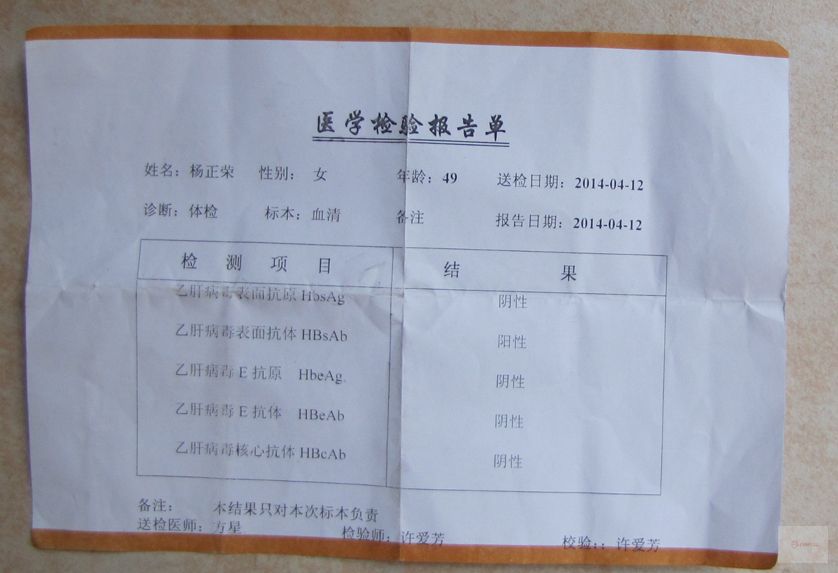 医学检验报告单
姓名：杨正荣 性别： 女 年龄：49 送检日期：2014-04-12
诊断：体检 标本：血清 备注 报告日期：2014-04-12
检 测 项 目 结 果
乙肝病毒表面抗原 HbsAg 阴性
乙肝病毒表面抗体 HBsAb 阳性
乙肝病毒 E 抗原 HbeAg 阴性
乙肝病毒 E 抗体 HBeAb 阴性
乙肝病毒核心抗体 HBcAb 阴性
备注： 本结果只对本次标本负责
送检医师：方星 检验师：许爱芳 校验：：许爱芳